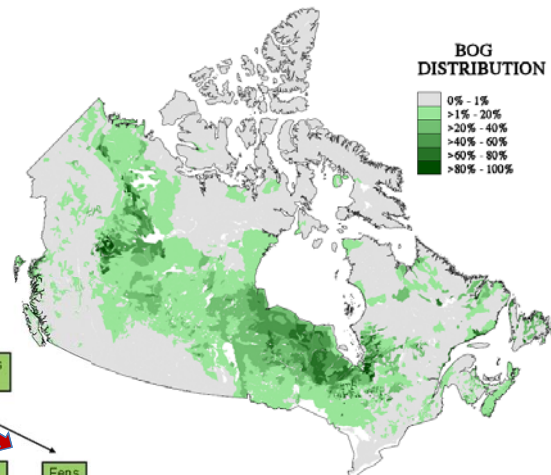 BOG
DISTRIBUTION
0% - 1%
>1% - 20%
>20% - 40%
>40% - 60%
>60% - 80%
>80% - 100%
Fens